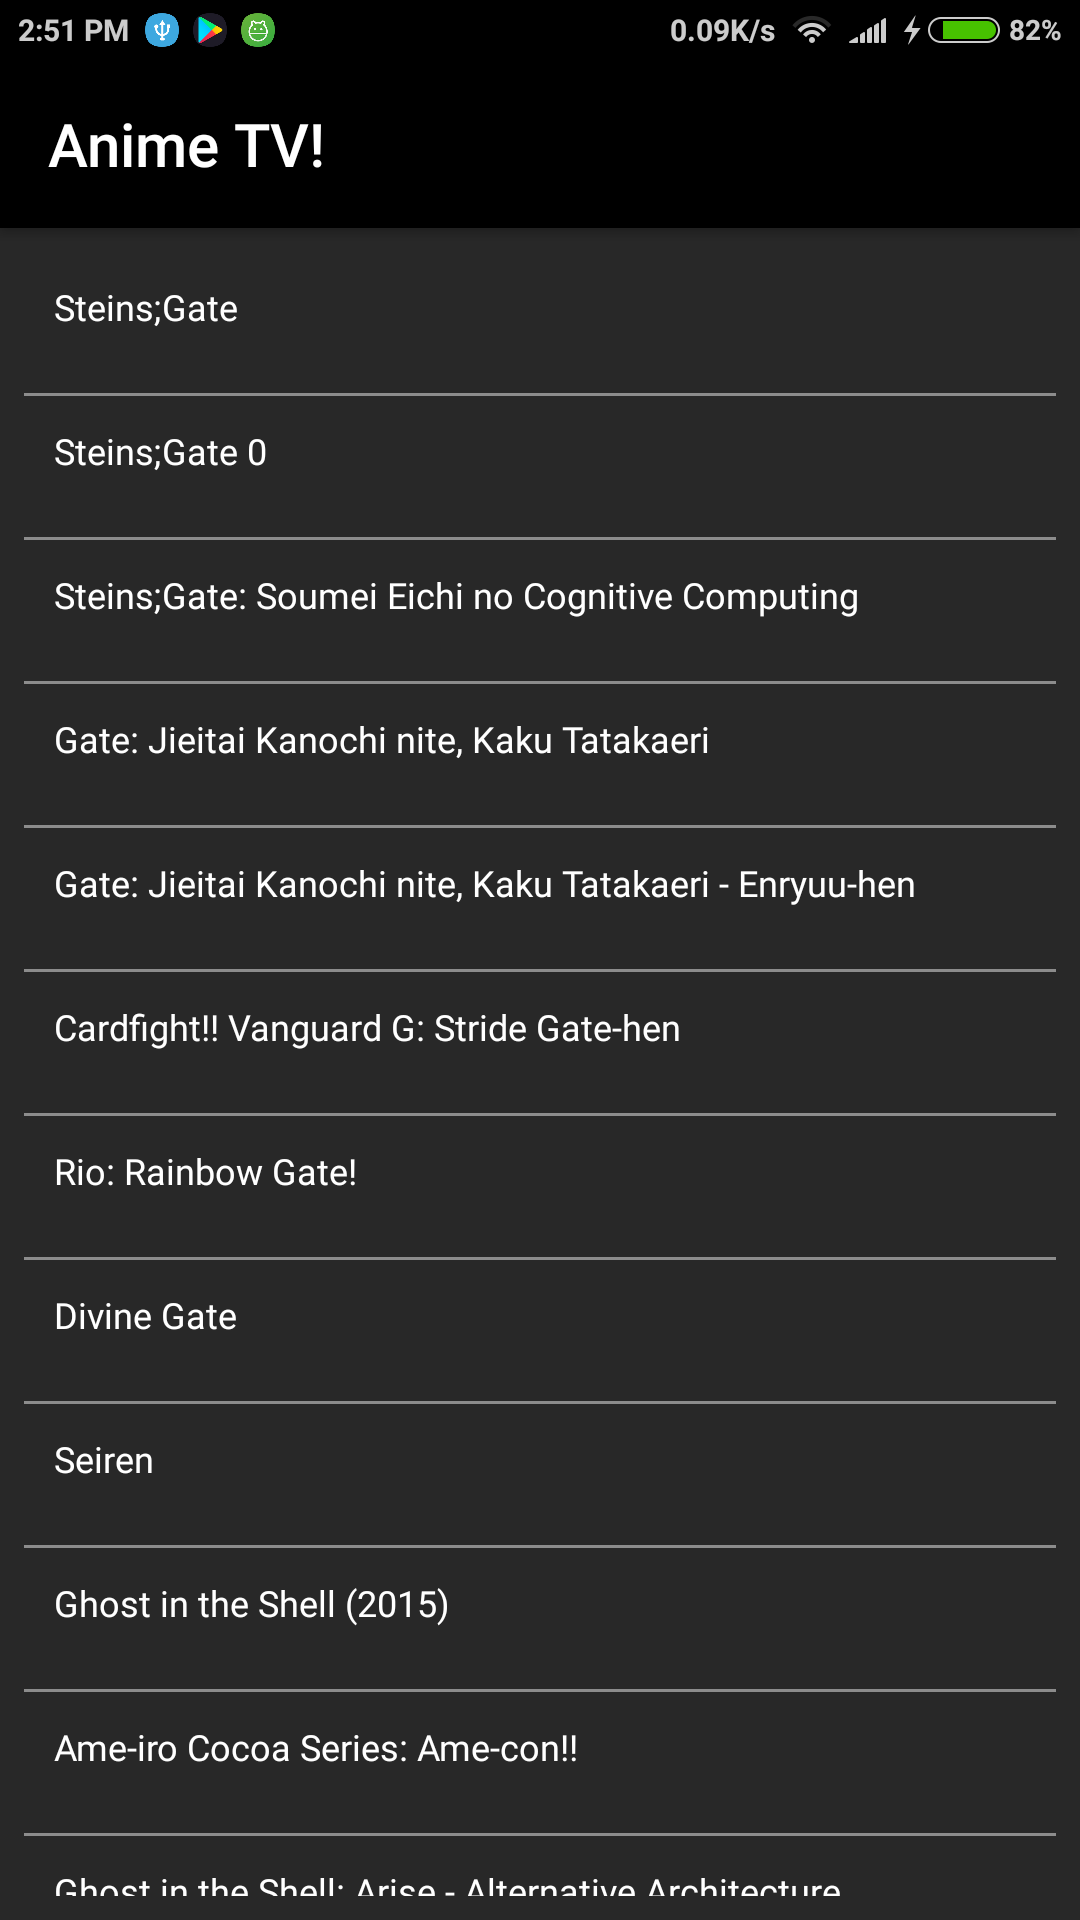 2:51 PM 0.09K/s 82%
Anime TV!
Steins;Gate
Steins;Gate 0
Steins;Gate: Soumei Eichi no Cognitive Computing
Gate: Jieitai Kanochi nite, Kaku Tatakaeri
Gate: Jieitai Kanochi nite, Kaku Tatakaeri - Enryuu-hen
Cardfight!! Vanguard G: Stride Gate-hen
Rio: Rainbow Gate!
Divine Gate
Seiren
Ghost in the Shell (2015)
Ame-iro Cocoa Series: Ame-con!!
Ghost in the Shell: Arise - Alternative Architecture